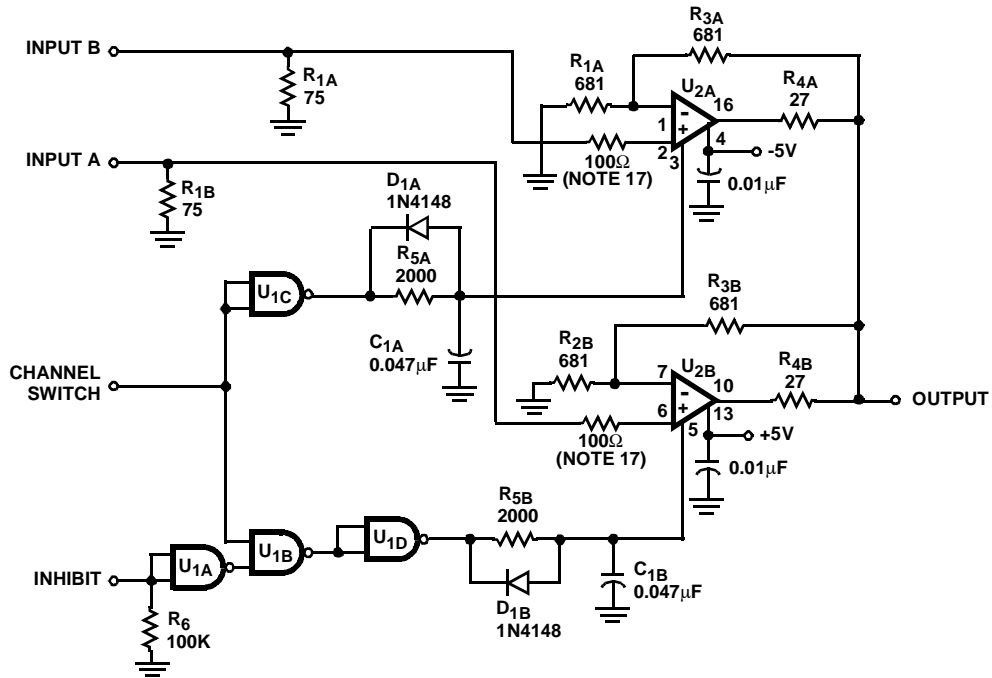 INPUT B
R1A
75
R1A
681
R3A
681
U2A
R4A
27
16
-
+
1
2
3
4
-5V
100Ω
(NOTE 17)
0.01µF
INPUT A
R1B
75
D1A
1N4148
R5A
2000
U1C
C1A
0.047µF
R3B
681
R2B
681
U2B
R4B
27
7
10
-
+
6
5
13
OUTPUT
+5V
100Ω
(NOTE 17)
0.01µF
CHANNEL
SWITCH
R5B
2000
U1D
U1B
U1A
INHIBIT
R6
100K
D1B
1N4148
C1B
0.047µF